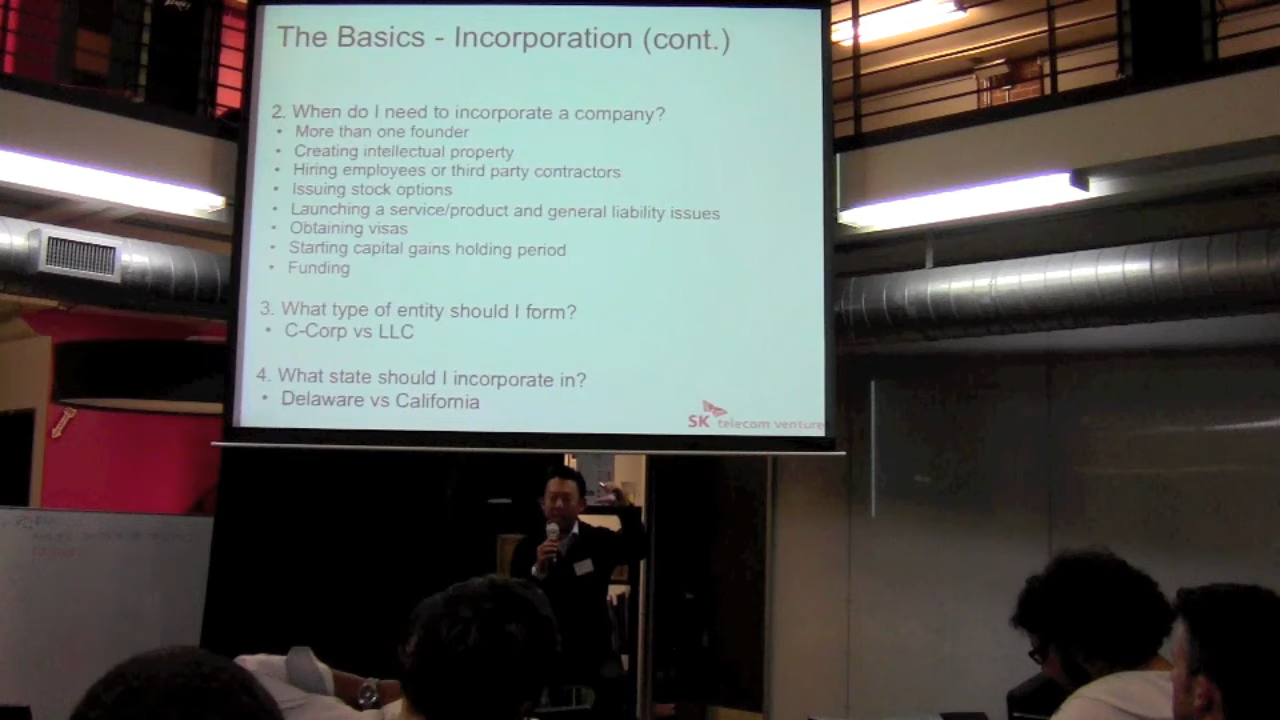 The Basics - Incorporation (cont.)
2. When do I need to incorporate a company?
• More than one founder
• Creating intellectual property
• Hiring employees or third party contractors
• Issuing stock options
• Launching a service/product and general liability issues
• Obtaining visas
• Starting capital gains holding period
• Funding
3. What type of entity should I form?
• C-Corp vs LLC
4. What state should I incorporate in?
• Delaware vs California
SK telecom venture